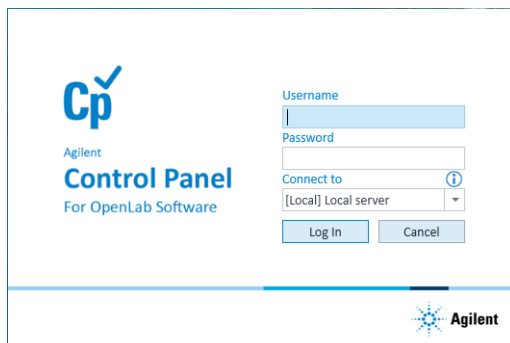 Cp
Agilent
Control Panel
For OpenLab Software
Username
Password
Connect to
[Local] Local server
Log In
Cancel
Agilent